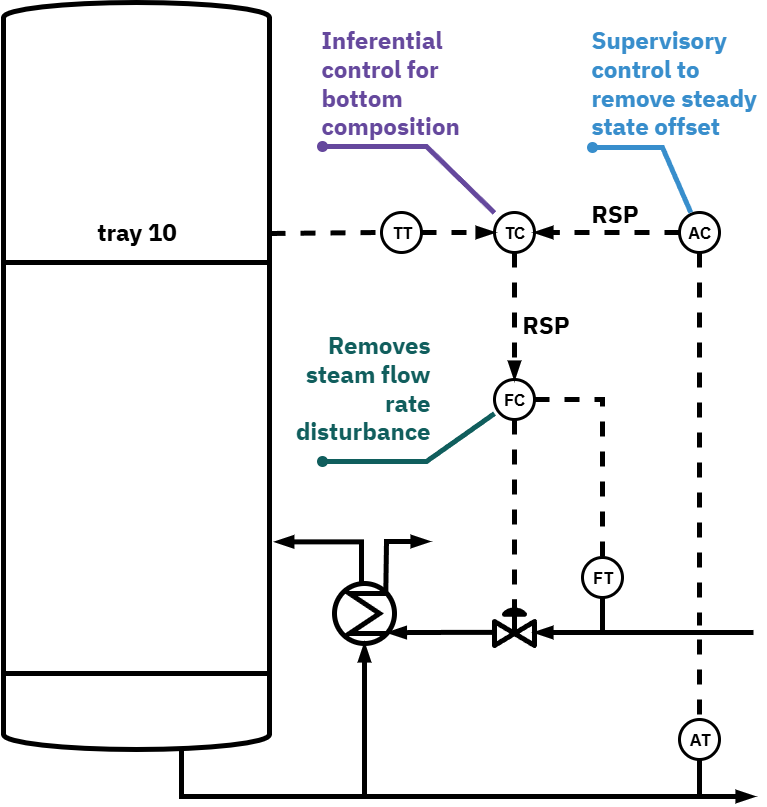 Inferential
control for
bottom
composition
Supervisory
control to
remove steady
state offset
tray 10
TT
TC
RSP
AC
RSP
Removes
steam flow
rate
disturbance
FC
FT
AT